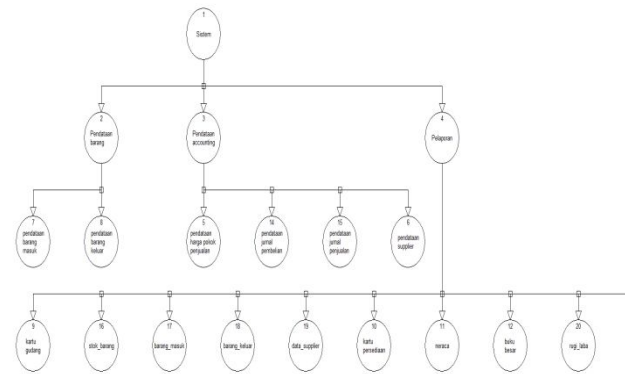 1
Sistem
2
Pendataan
barang
3
Pendataan
accounting
4
Pelaporan
7
pendataan
barang
masuk
8
pendataan
barang
keluar
5
pendataan
harga pokok
penjualan
14
pendataan
jurnal
pembelian
15
pendataan
jurnal
penjualan
6
pendataan
supplier
9
kartu
gudang
16
stok_barang
17
barang_masuk
18
barang_keluar
19
data_supplier
10
kartu
persediaan
11
neraca
12
buku
besar
20
rugi_laba